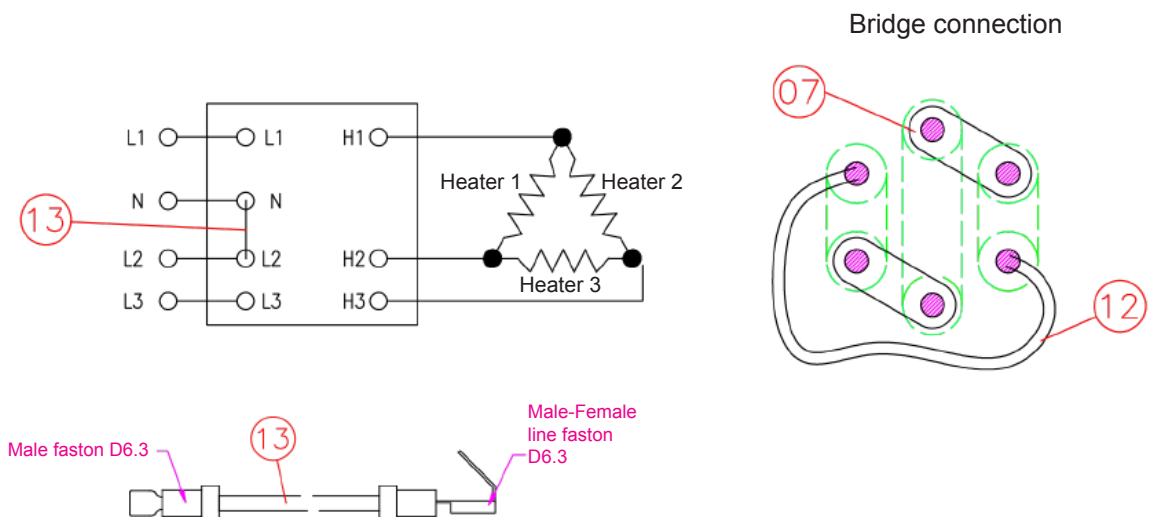 Bridge connection
07
L1 L1 H1
Heater 1 Heater 2
N N
13
L2 L2 H2
Heater 3
L3 L3 H3
12
Male faston D6.3
13
Male-Female
line faston
D6.3